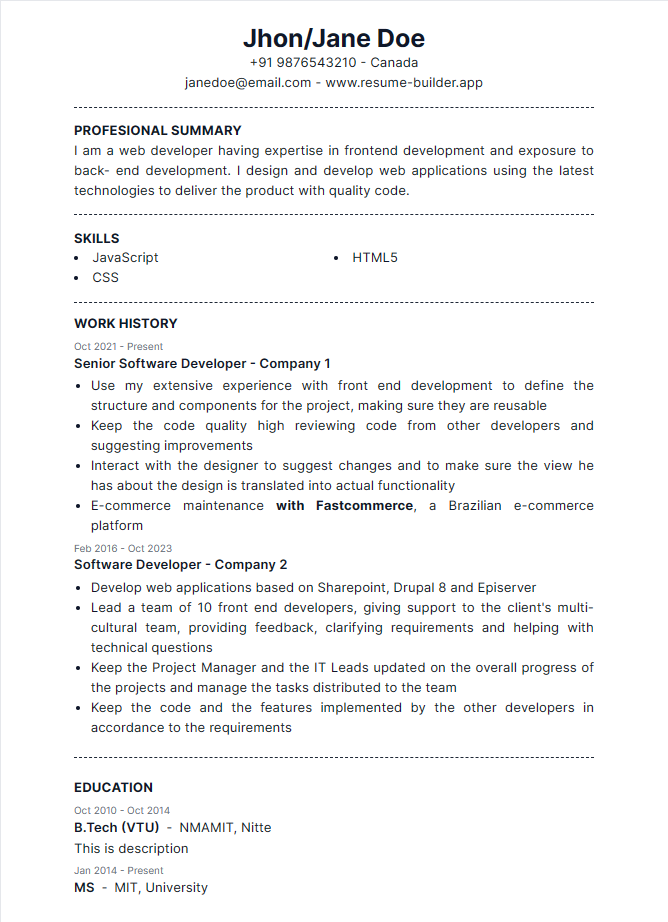 Jhon/Jane Doe
+91 9876543210 - Canada
janedoe@email.com - www.resume-builder.app
PROFESIONAL SUMMARY
I am a web developer having expertise in frontend development and exposure to
back- end development. I design and develop web applications using the latest
technologies to deliver the product with quality code.
SKILLS
• JavaScript
• HTML5
• CSS
WORK HISTORY
Oct 2021 - Present
Senior Software Developer - Company 1
• Use my extensive experience with front end development to define the
structure and components for the project, making sure they are reusable
• Keep the code quality high reviewing code from other developers and
suggesting improvements
• Interact with the designer to suggest changes and to make sure the view he
has about the design is translated into actual functionality
• E-commerce maintenance with Fastcommerce, a Brazilian e-commerce
platform
Feb 2016 - Oct 2023
Software Developer - Company 2
• Develop web applications based on Sharepoint, Drupal 8 and Episerver
• Lead a team of 10 front end developers, giving support to the client's multi-
cultural team, providing feedback, clarifying requirements and helping with
technical questions
• Keep the Project Manager and the IT Leads updated on the overall progress of
the projects and manage the tasks distributed to the team
• Keep the code and the features implemented by the other developers in
accordance to the requirements
EDUCATION
Oct 2010 - Oct 2014
B.Tech (VTU) - NMAMIT, Nitte
This is description
Jan 2014 - Present
MS - MIT, University